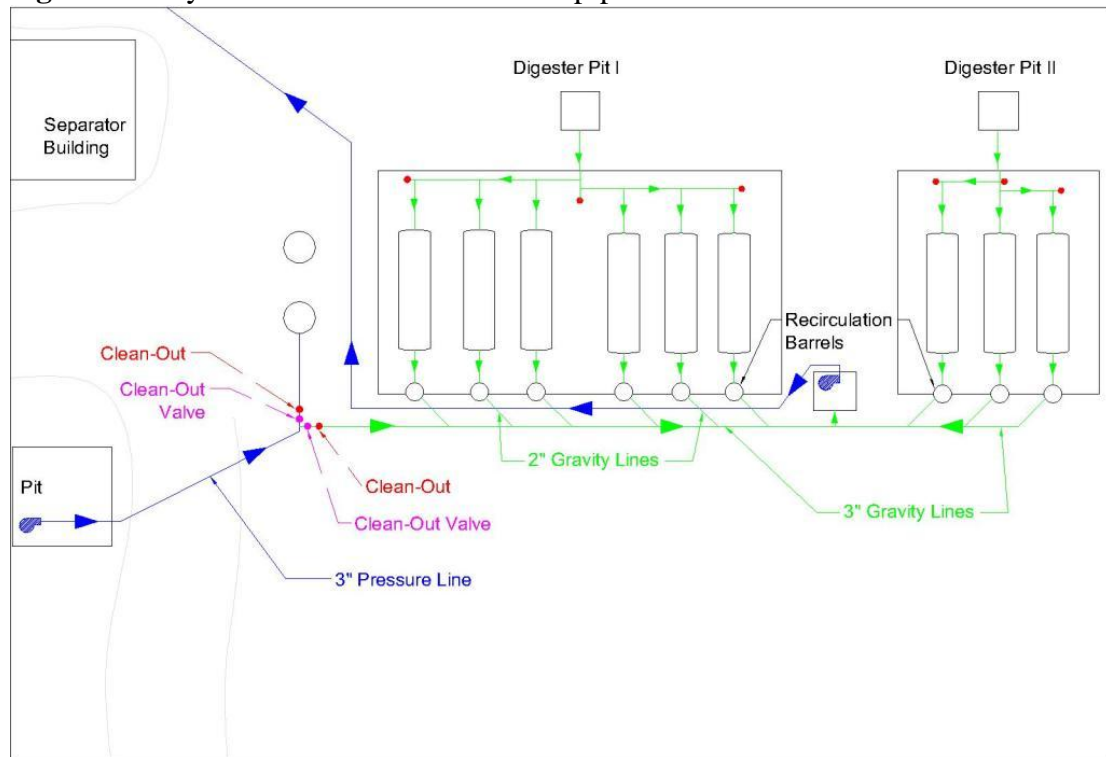 Digester Pit I
Digester Pit II
Separator
Building
Recirculation
Barrels
Clean-Out
Clean-Out
Valve
2" Gravity Lines
Clean-Out
Pit
3" Gravity Lines
Clean-Out Valve
3" Pressure Line